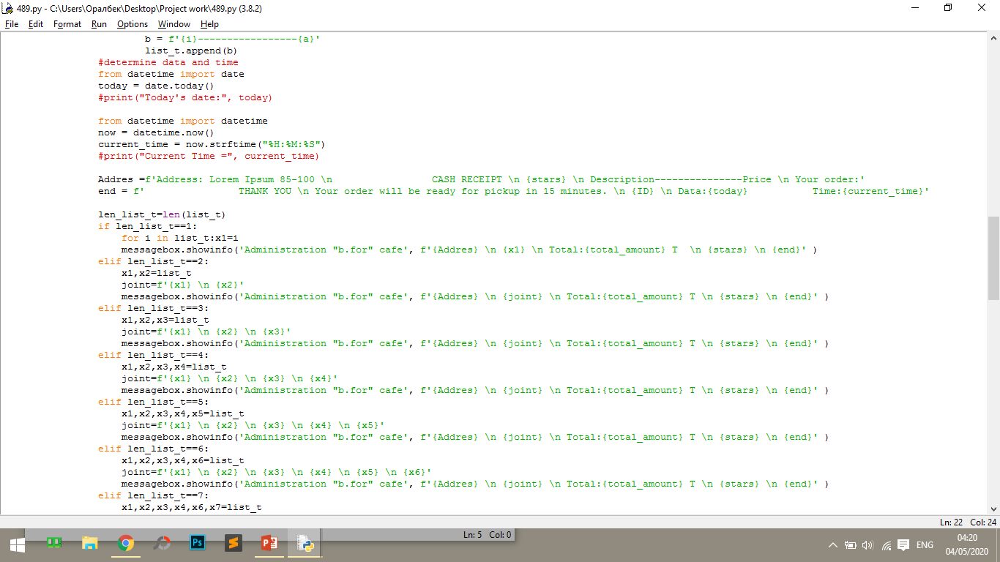 489.py - C:\Users\Оралбек\Desktop\Project work\489.py (3.8.2)
File Edit Format Run Options Window Help
b = f'{i}-----------------{a}'
list_t.append(b)
#determine data and time
from datetime import date
today = date.today()
#print("Today's date:", today)
from datetime import datetime
now = datetime.now()
current_time = now.strftime("%H:%M:%S")
#print("Current Time =", current_time)
Addres =f'Address: Lorem Ipsum 85-100 \n                 CASH RECEIPT \n {stars} \n Description---------------Price \n Your order:'
end = f'                THANK YOU \n Your order will be ready for pickup in 15 minutes. \n {ID} \n Data:{today}           Time:{current_time}'
len_list_t=len(list_t)
if len_list_t==1:
for i in list_t:x1=i
messagebox.showinfo('Administration "b.for" cafe', f'{Addres} \n {x1} \n Total:{total_amount} T  \n {stars} \n {end}' )
elif len_list_t==2:
x1,x2=list_t
joint=f'{x1} \n {x2}'
messagebox.showinfo('Administration "b.for" cafe', f'{Addres} \n {joint} \n Total:{total_amount} T \n {stars} \n {end}' )
elif len_list_t==3:
x1,x2,x3=list_t
joint=f'{x1} \n {x2} \n {x3}'
messagebox.showinfo('Administration "b.for" cafe', f'{Addres} \n {joint} \n Total:{total_amount} T \n {stars} \n {end}' )
elif len_list_t==4:
x1,x2,x3,x4=list_t
joint=f'{x1} \n {x2} \n {x3} \n {x4}'
messagebox.showinfo('Administration "b.for" cafe', f'{Addres} \n {joint} \n Total:{total_amount} T \n {stars} \n {end}' )
elif len_list_t==5:
x1,x2,x3,x4,x5=list_t
joint=f'{x1} \n {x2} \n {x3} \n {x4} \n {x5}'
messagebox.showinfo('Administration "b.for" cafe', f'{Addres} \n {joint} \n Total:{total_amount} T \n {stars} \n {end}' )
elif len_list_t==6:
x1,x2,x3,x4,x6=list_t
joint=f'{x1} \n {x2} \n {x3} \n {x4} \n {x5} \n {x6}'
messagebox.showinfo('Administration "b.for" cafe', f'{Addres} \n {joint} \n Total:{total_amount} T \n {stars} \n {end}' )
elif len_list_t==7:
x1,x2,x3,x4,x6,x7=list_t
Ln: 22 Col: 24
Ln: 5 Col: 0
Ps
ENG
04:20
04/05/2020